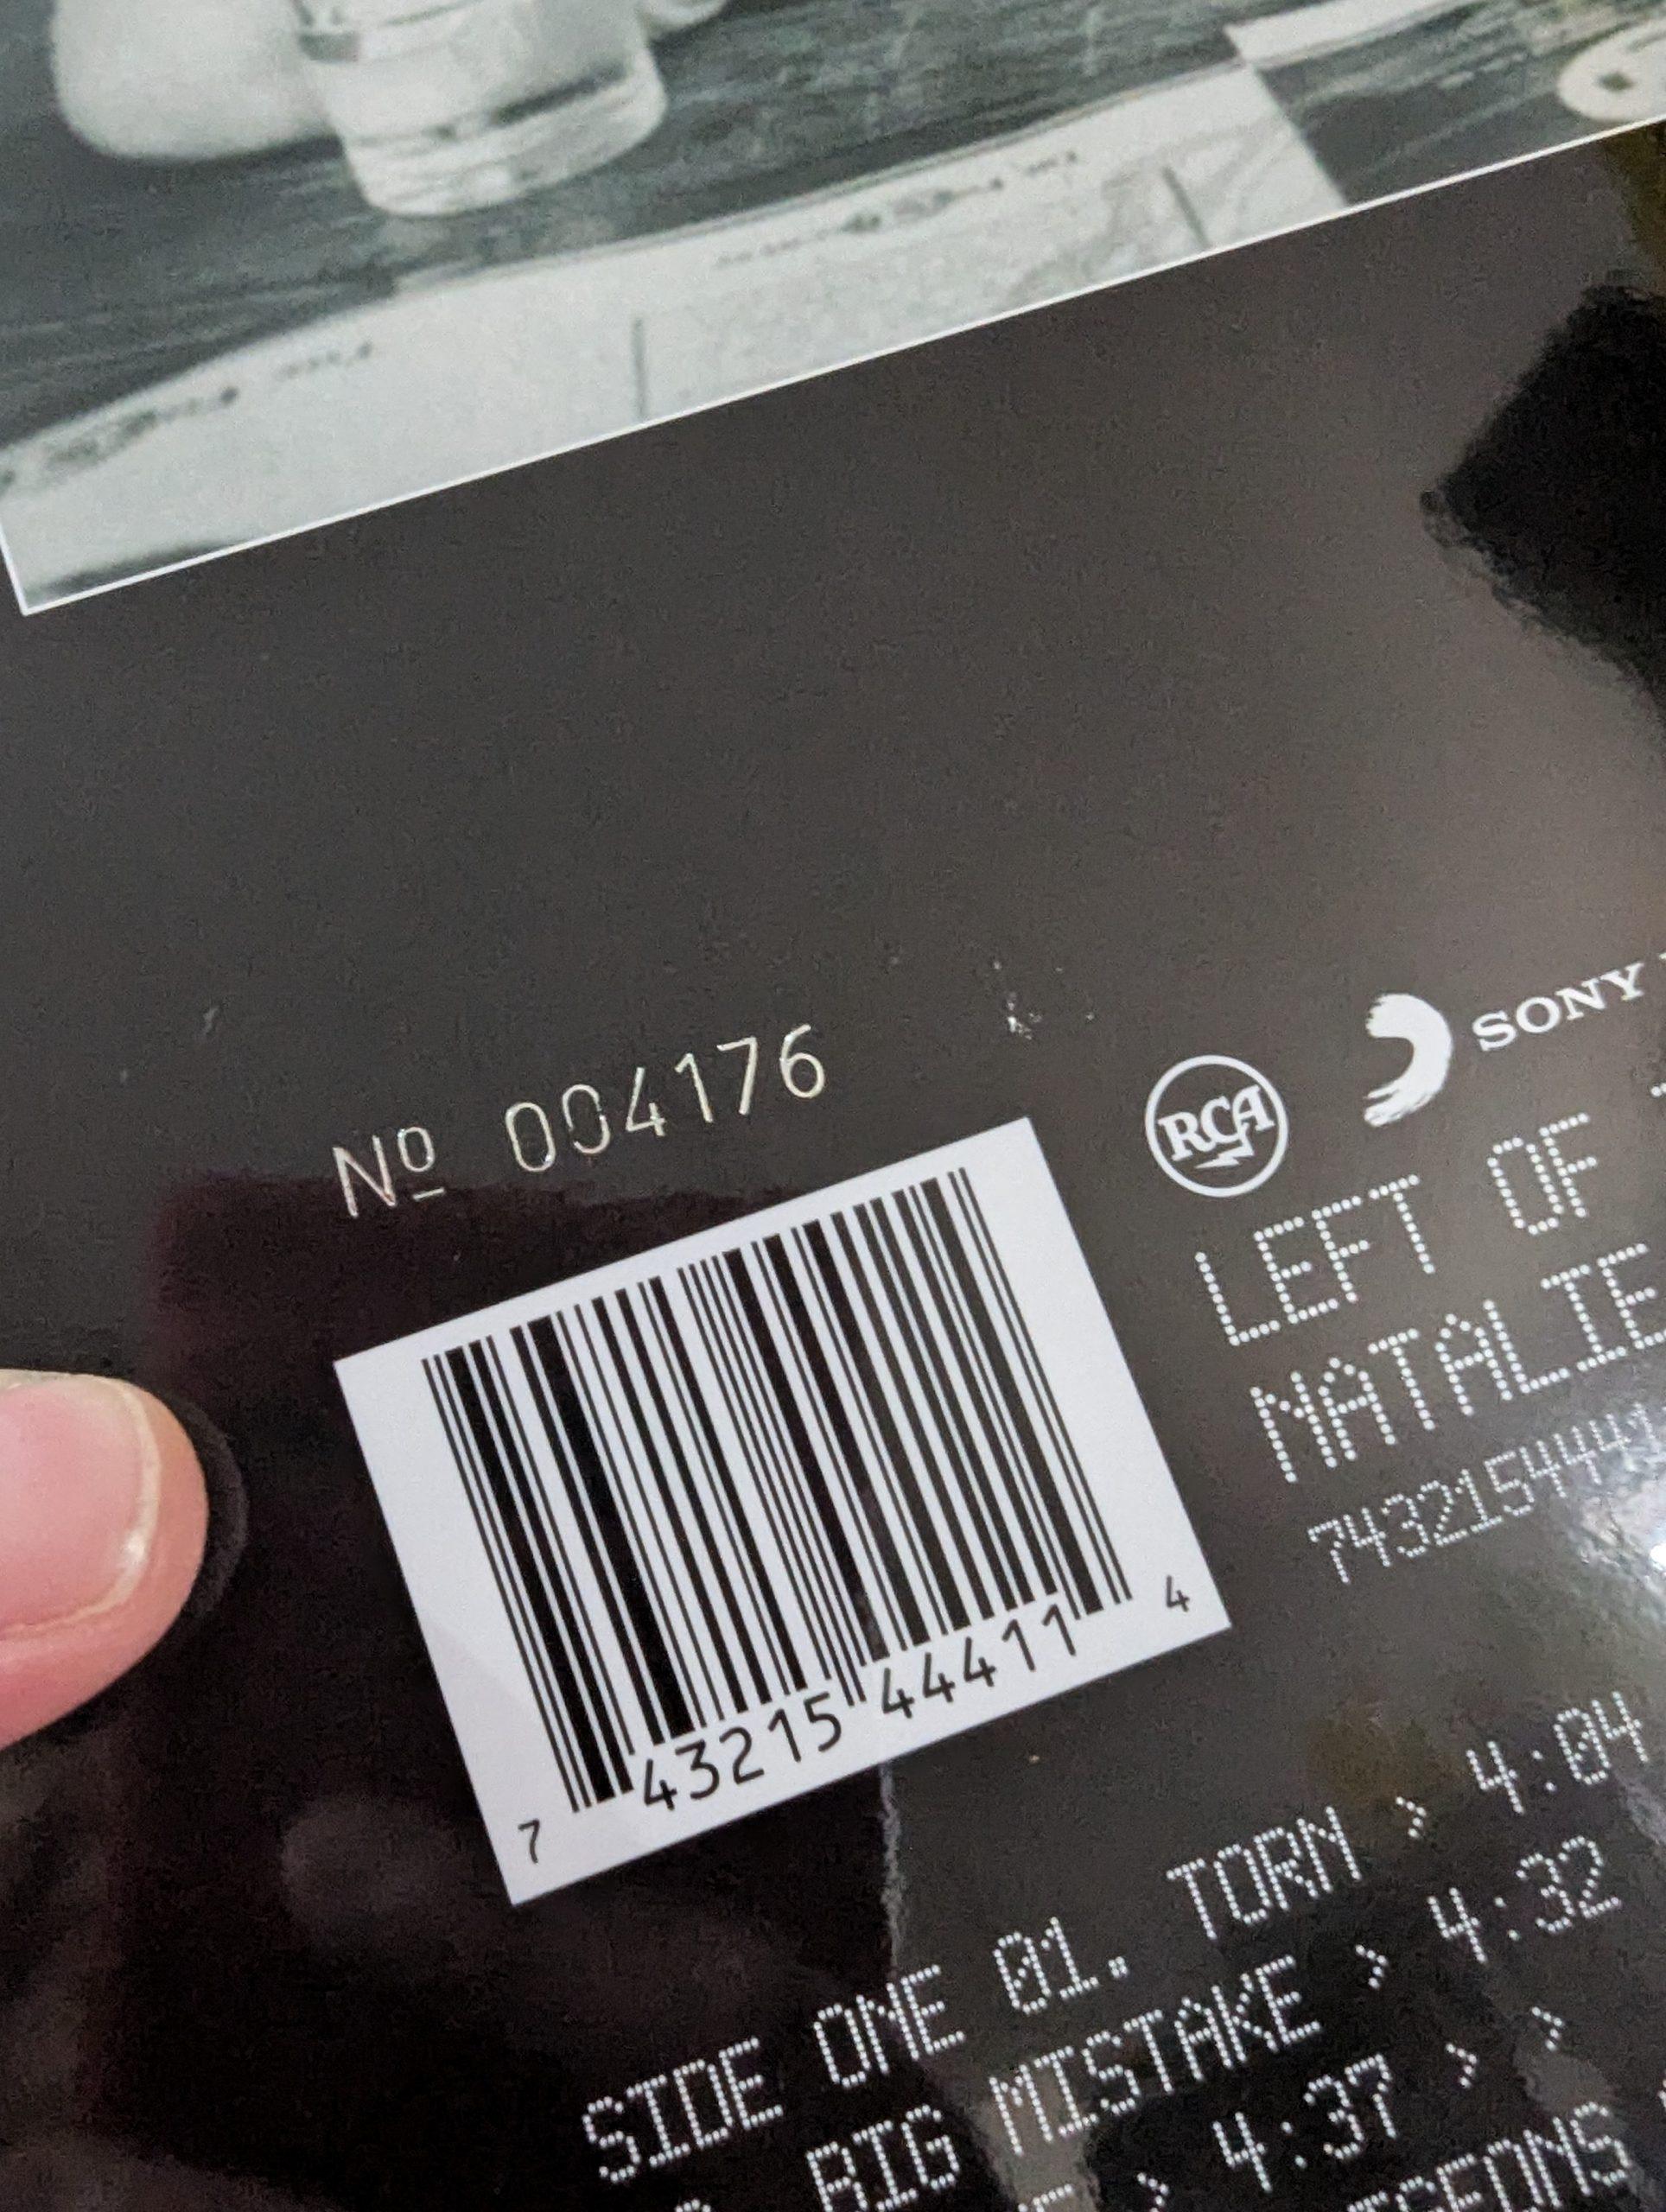 Nº 004176
RCA
SONY
LEFT OF
NATALIE
7 43215 44411 4
SIDE ONE 01. TORN > 4:04
BIG MISTAKE > 4:32
> 4:37 > >